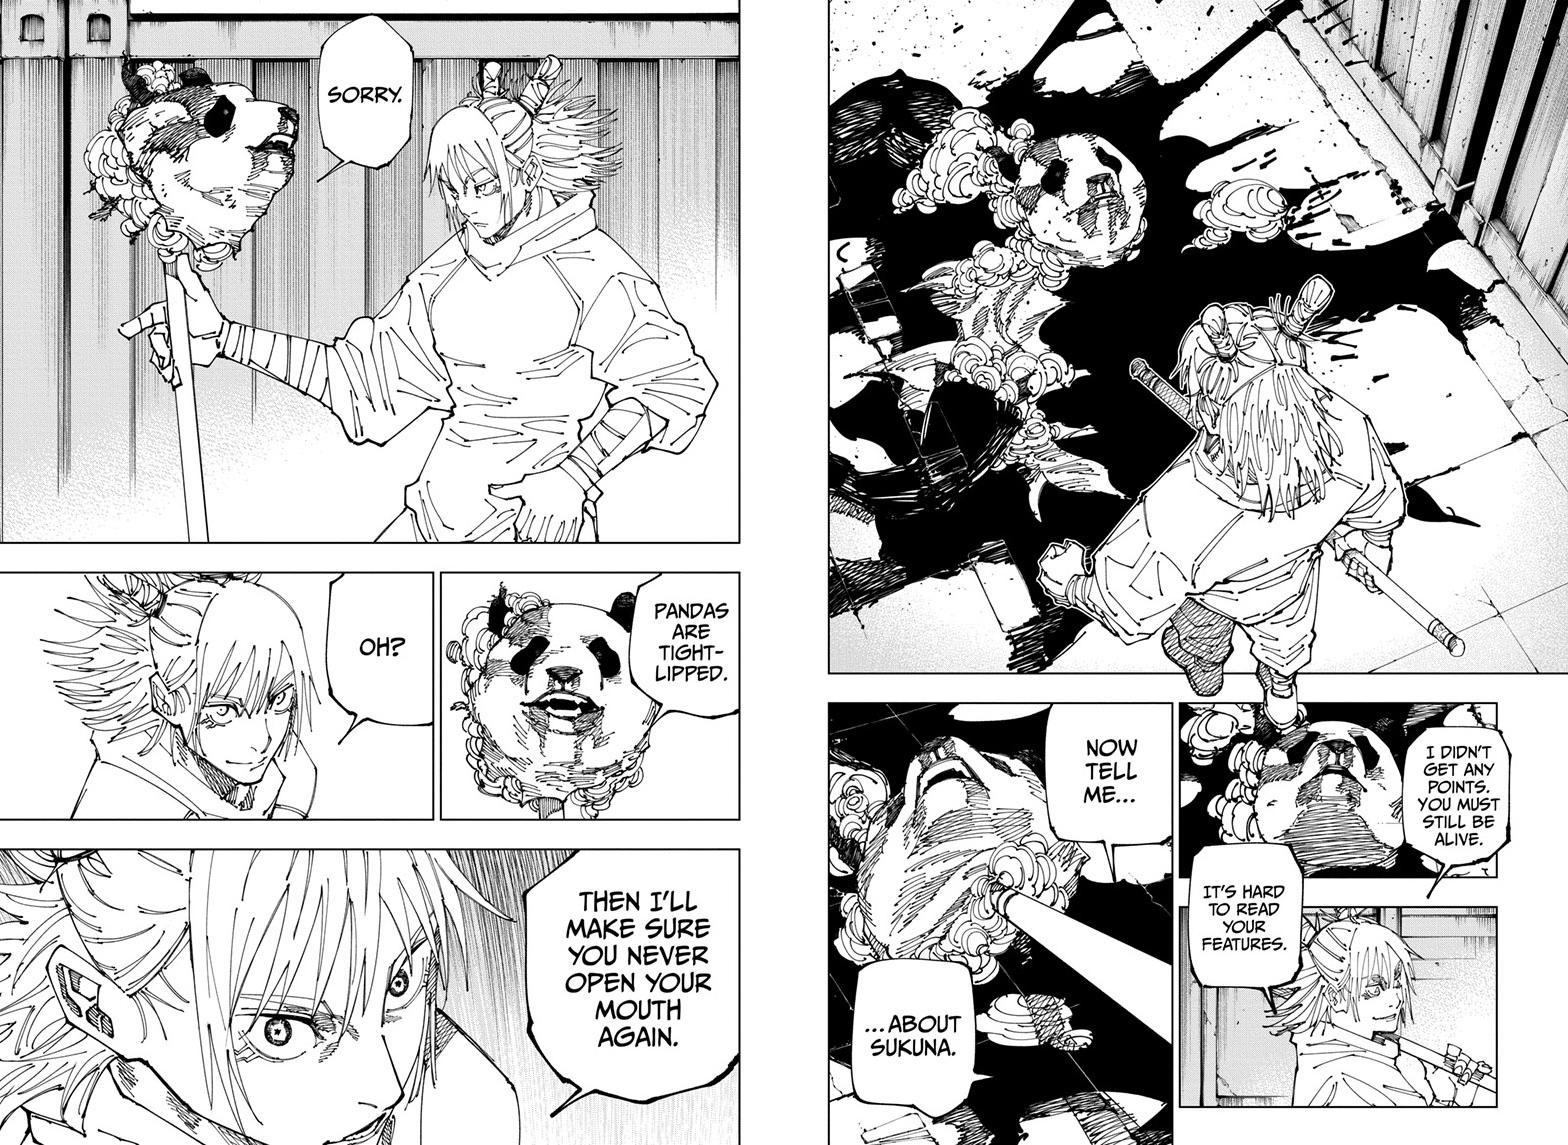 I DIDN'T
GET ANY
POINTS.
YOU MUST
STILL BE
ALIVE.
IT'S HARD
TO READ
YOUR
FEATURES.
NOW
TELL
ME...
...ABOUT
SUKUNA.
SORRY.
PANDAS
ARE
TIGHT-
LIPPED.
OH?
THEN I'LL
MAKE SURE
YOU NEVER
OPEN YOUR
MOUTH
AGAIN.